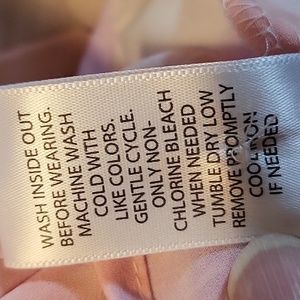 WASH INSIDE OUT
BEFORE WEARING.
MACHINE WASH
COLD WITH
LIKE COLORS.
GENTLE CYCLE.
ONLY NON-
CHLORINE BLEACH
WHEN NEEDED
TUMBLE DRY LOW
REMOVE PROMPTLY
COOL IRON
IF NEEDED